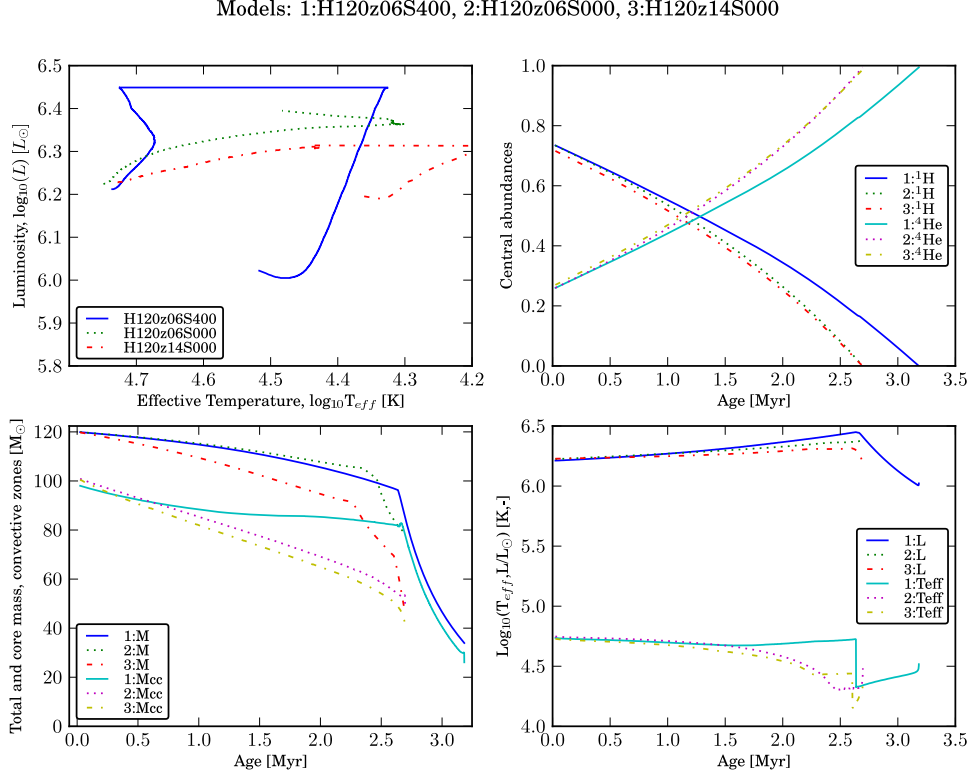 Models: 1:H120z06S400, 2:H120z06S000, 3:H120z14S000
Luminosity, log₁₀(L) [L⊙]
6.5
6.4
6.3
6.2
6.1
6.0
5.9
5.8
H120z06S400
H120z06S000
H120z14S000
4.7 4.6 4.5 4.4 4.3 4.2
Effective Temperature, log₁₀T_eff [K]
Central abundances
1.0
0.8
0.6
0.4
0.2
0.0
1:¹H
2:¹H
3:¹H
1:⁴He
2:⁴He
3:⁴He
0.0 0.5 1.0 1.5 2.0 2.5 3.0 3.5
Age [Myr]
Total and core mass, convective zones [M⊙]
120
100
80
60
40
20
0
1:M
2:M
3:M
1:Mcc
2:Mcc
3:Mcc
0.0 0.5 1.0 1.5 2.0 2.5 3.0
Age [Myr]
Log₁₀(T_eff,L/L⊙) [K,-]
6.5
6.0
5.5
5.0
4.5
4.0
1:L
2:L
3:L
1:Teff
2:Teff
3:Teff
0.0 0.5 1.0 1.5 2.0 2.5 3.0 3.5
Age [Myr]